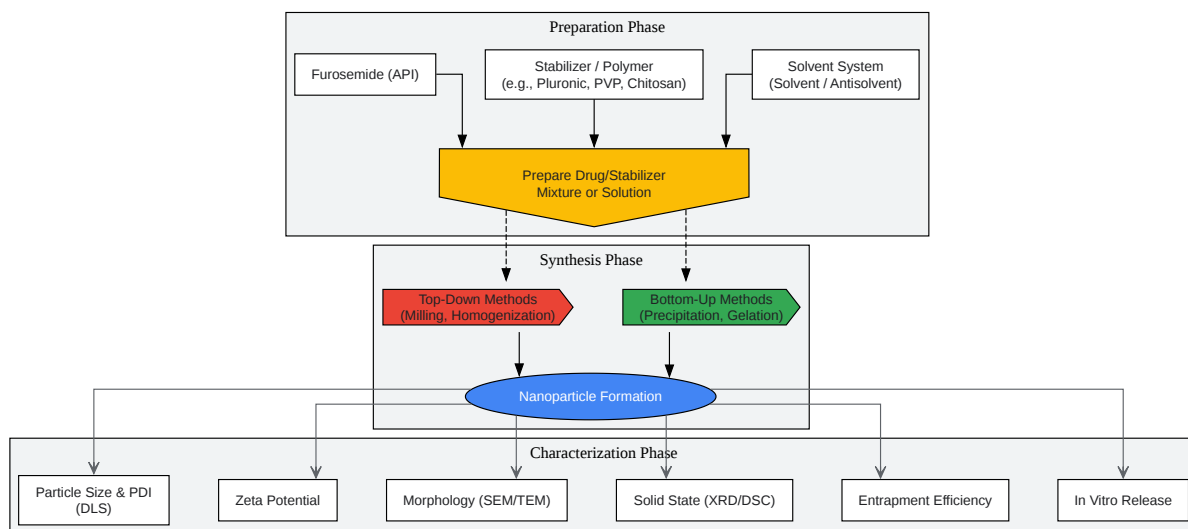 Preparation Phase
Furosemide (API)
Stabilizer / Polymer
(e.g., Pluronic, PVP, Chitosan)
Solvent System
(Solvent / Antisolvent)
Prepare Drug/Stabilizer
Mixture or Solution
Synthesis Phase
Top-Down Methods
(Milling, Homogenization)
Bottom-Up Methods
(Precipitation, Gelation)
Nanoparticle Formation
Characterization Phase
Particle Size & PDI
(DLS)
Zeta Potential
Morphology (SEM/TEM)
Solid State (XRD/DSC)
Entrapment Efficiency
In Vitro Release